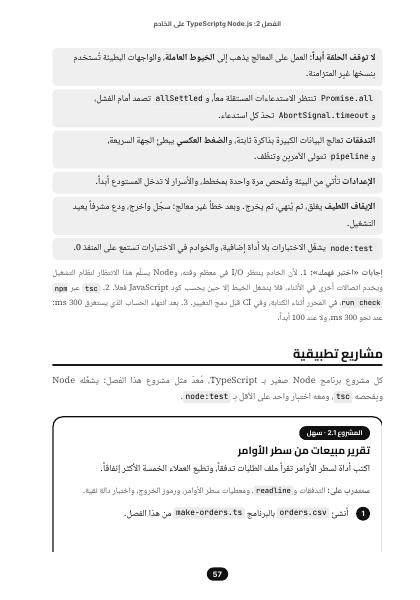 الفصل 2: Node.js وTypeScript على الخادم
لا توقف الحلقة أبداً: العمل على المعالج يذهب إلى الخيوط العاملة، والواجهات البطيئة تُستخدم
بنسخها غير المتزامنة.
Promise.all تنتظر الاستدعاءات المستقلة معاً، و allSettled تصمد أمام الفشل،
و AbortSignal.timeout تحدّ كل استدعاء.
التدفقات تعالج البيانات الكبيرة بذاكرة ثابتة، والضغط العكسي يبطئ الجهة السريعة،
و pipeline تتولى الأمرين وتنظّف.
الإعدادات تأتي من البيئة وتُفحص مرة واحدة بمخطط، والأسرار لا تدخل المستودع أبداً.
الإيقاف اللطيف يغلق، ثم يُنهي، ثم يخرج. وبعد خطأ غير معالج: سجّل واخرج، ودع مشرفاً يعيد
التشغيل.
node:test يشغّل الاختبارات بلا أداة إضافية، والخوادم في الاختبارات تستمع على المنفذ 0.
إجابات «اختبر فهمك»: 1. لأن الخادم ينتظر I/O في معظم وقته، وNode يسلّم هذا الانتظار لنظام التشغيل
ويخدم اتصالات أخرى في الأثناء، فلا ينشغل الخيط إلا حين يحسب كود JavaScript فعلاً. 2. tsc عبر npm
run check، في المحرر أثناء الكتابة، وفي CI قبل دمج التغيير. 3. بعد انتهاء الحساب الذي يستغرق 300 ms:
عند نحو 300 ms، ولا عند 100 أبداً.
مشاريع تطبيقية
كل مشروع برنامج Node صغير بـ TypeScript، مُعدّ مثل مشروع هذا الفصل: يشغّله Node
ويفحصه tsc، ومعه اختبار واحد على الأقل بـ node:test.
المشروع 2.1 · سهل
تقرير مبيعات من سطر الأوامر
اكتب أداة لسطر الأوامر تقرأ ملف الطلبات تدفقاً، وتطبع العملاء الخمسة الأكثر إنفاقاً.
ستتدرب على: التدفقات و readline، ومعطيات سطر الأوامر، ورموز الخروج، واختبار دالة نقية.
1 أنشئ orders.csv بالبرنامج make-orders.ts من هذا الفصل.
57